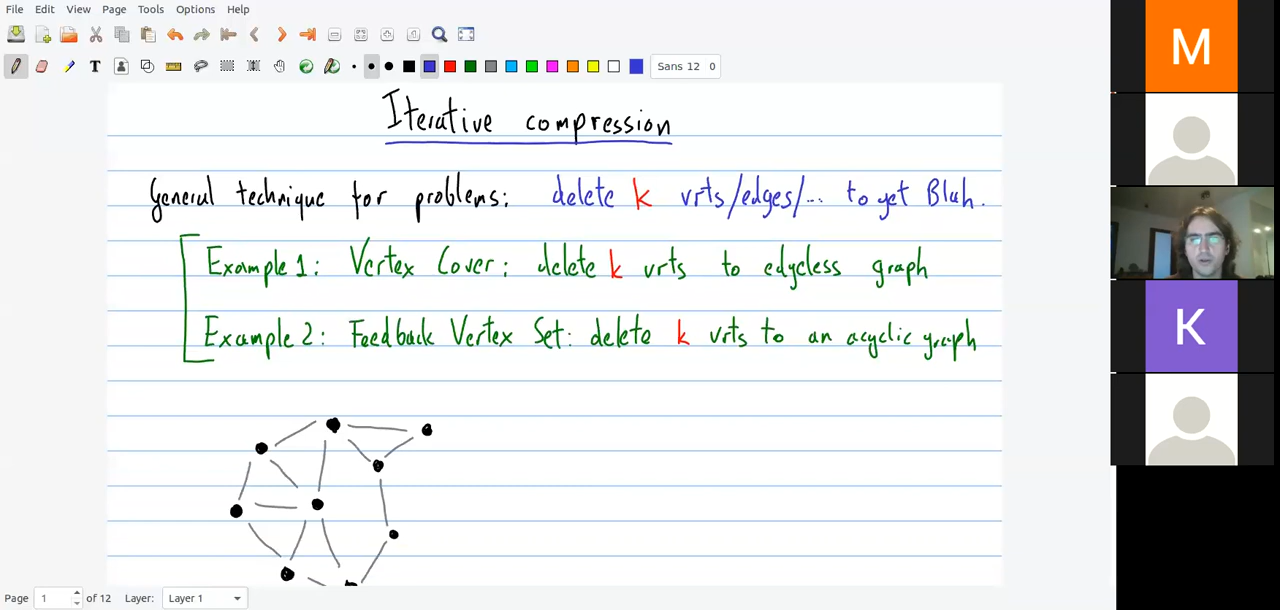 File Edit View Page Tools Options Help
T Sans 12 0
Iterative compression
General technique for problems: delete k vrts/edges/... to get Blah.
Example 1: Vertex Cover: delete k vrts to edgeless graph
Example 2: Feedback Vertex Set: delete k vrts to an acyclic graph
Page 1 of 12 Layer: Layer 1
M
K